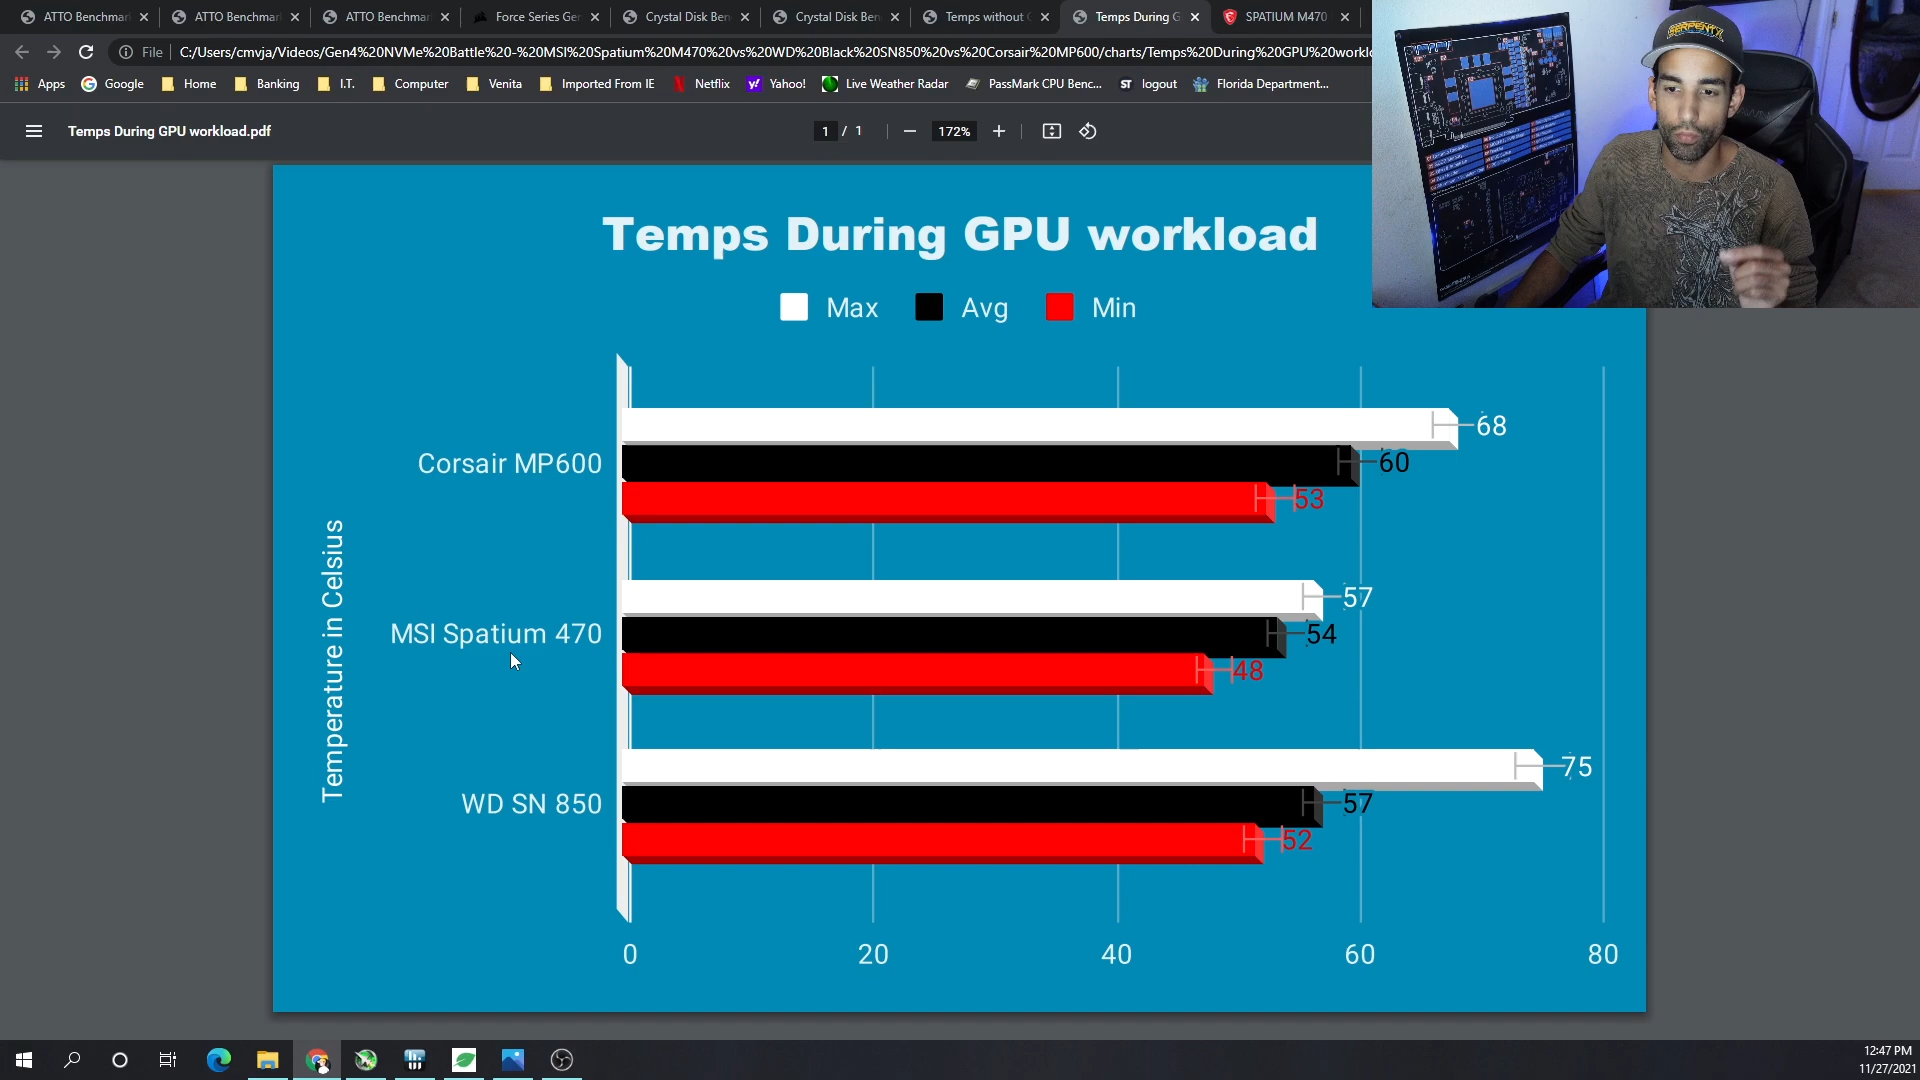 ATTO Benchmar
ATTO Benchmar
ATTO Benchmar
Force Series Ge
Crystal Disk Ben
Crystal Disk Ben
Temps without
Temps During G
SPATIUM M470
File
C:/Users/cmvja/Videos/Gen4%20NVMe%20Battle%20-%20MSI%20Spatium%20M470%20vs%20WD%20Black%20SN850%20vs%20Corsair%20MP600/charts/Temps%20During%20GPU%20workl
Apps
Google
Home
Banking
I.T.
Computer
Venita
Imported From IE
Netflix
Yahoo!
Live Weather Radar
PassMark CPU Benc...
logout
Florida Department...
Temps During GPU workload.pdf
1 / 1
172%
SERPENTX
Temps During GPU workload
Max
Avg
Min
Temperature in Celsius
Corsair MP600
68
60
53
MSI Spatium 470
57
54
48
WD SN 850
75
57
52
0
20
40
60
80
12:47 PM
11/27/2021